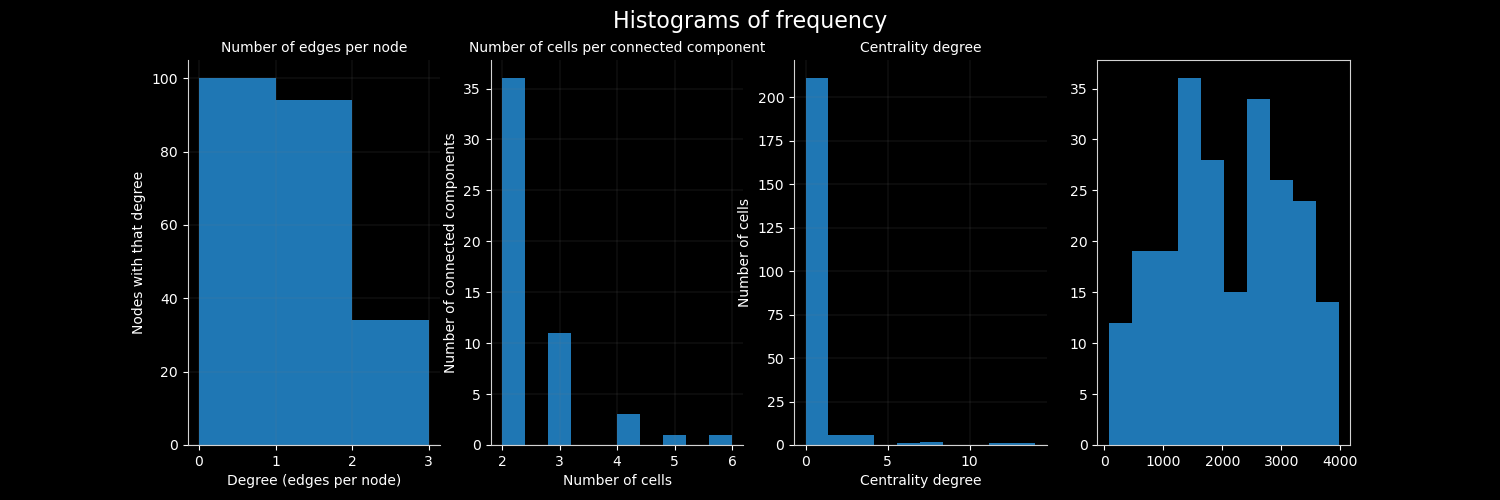 Histograms of frequency
Number of edges per node
Number of cells per connected component
Centrality degree
100
80
60
40
20
0
Nodes with that degree
0 1 2 3
Degree (edges per node)
35
30
25
20
15
10
5
0
Number of connected components
2 3 4 5 6
Number of cells
200
175
150
125
100
75
50
25
0
Number of cells
0 5 10
Centrality degree
35
30
25
20
15
10
5
0
0 1000 2000 3000 4000